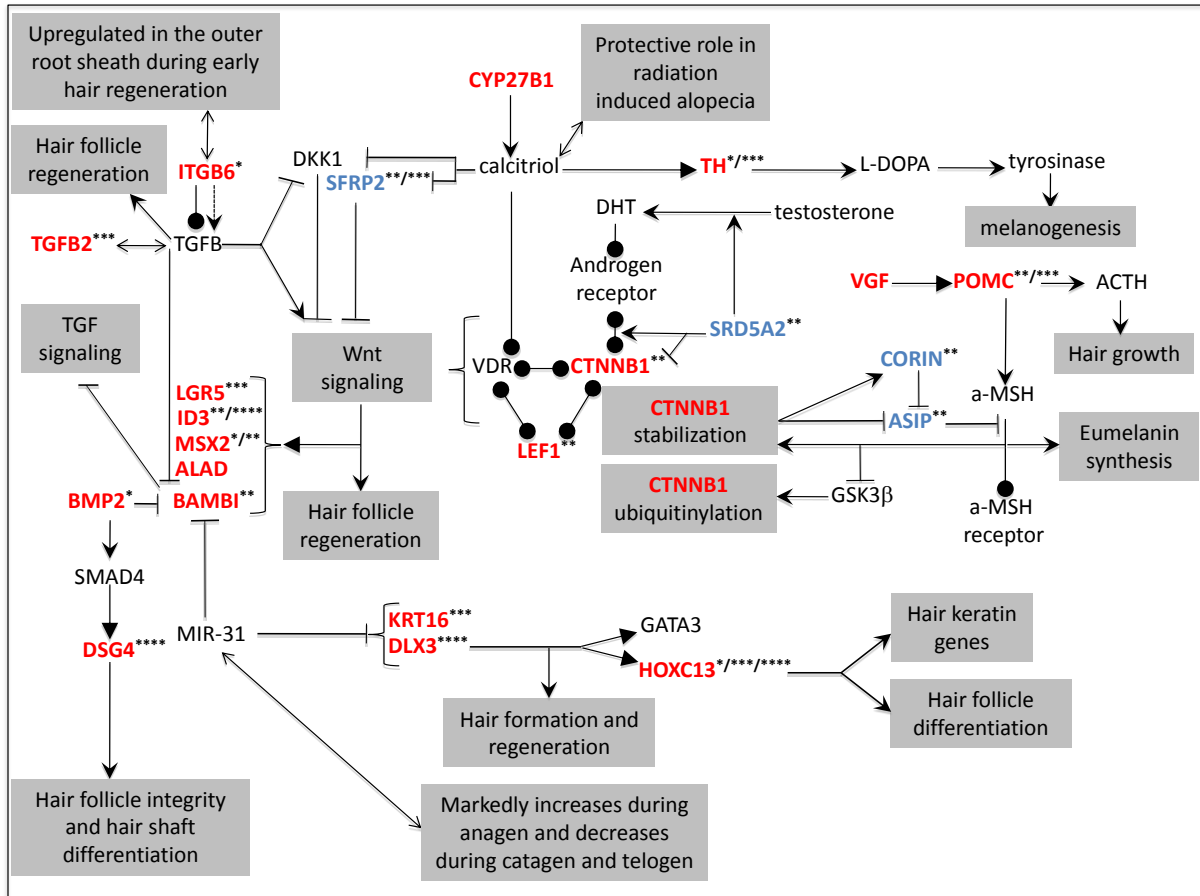 Upregulated in the outer
root sheath during early
hair regeneration
Protective role in
radiation
induced alopecia
CYP27B1
Hair follicle
regeneration
ITGB6*
DKK1
SFRP2**/***
calcitriol
TH*/***
L-DOPA
tyrosinase
melanogenesis
TGFB2***
TGFB
DHT
testosterone
Androgen
receptor
VGF
POMC**/***
ACTH
Hair growth
TGF
signaling
Wnt
signaling
VDR
CTNNB1**
SRD5A2**
CORIN**
a-MSH
LGR5***
ID3**/****
MSX2*/**
ALAD
BAMBI**
LEF1**
CTNNB1
stabilization
ASIP**
Eumelanin
synthesis
BMP2*
Hair follicle
regeneration
CTNNB1
ubiquitinylation
GSK3β
a-MSH
receptor
SMAD4
DSG4****
MIR-31
KRT16***
DLX3****
GATA3
HOXC13*/***/****
Hair keratin
genes
Hair follicle
differentiation
Hair formation and
regeneration
Hair follicle integrity
and hair shaft
differentiation
Markedly increases during
anagen and decreases
during catagen and telogen